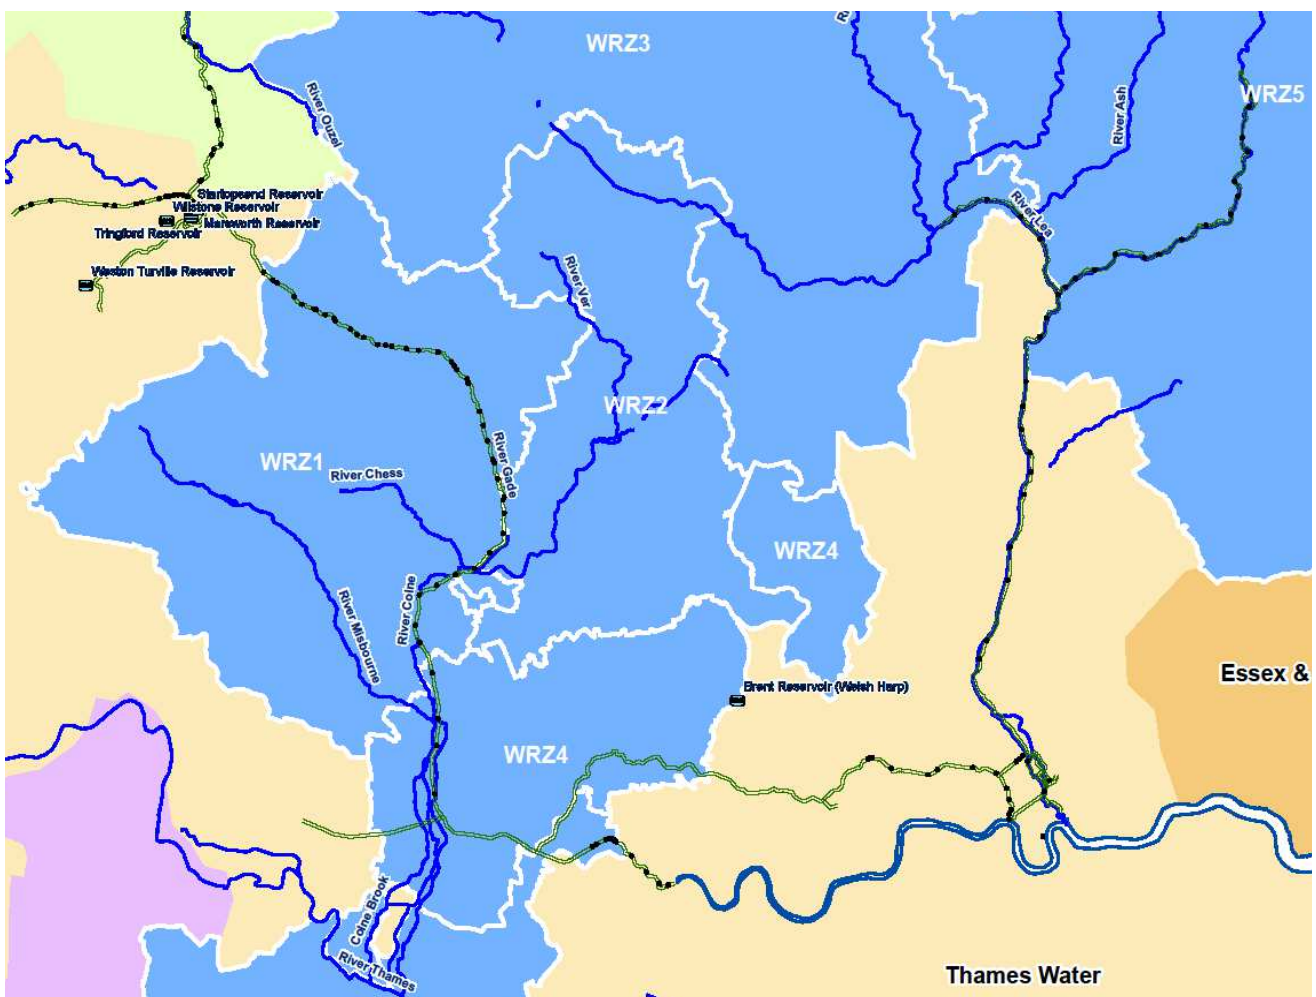 WRZ3
WRZ5
River Ash
River Ouzel
Startopsend Reservoir
Wilstone Reservoir
Marsworth Reservoir
Tringford Reservoir
River Lea
Weston Turville Reservoir
River Ver
WRZ2
WRZ1
River Chess
River Gade
WRZ4
River Colne
River Misbourne
Essex &
Brent Reservoir (Welsh Harp)
WRZ4
Colne Brook
River Thames
Thames Water